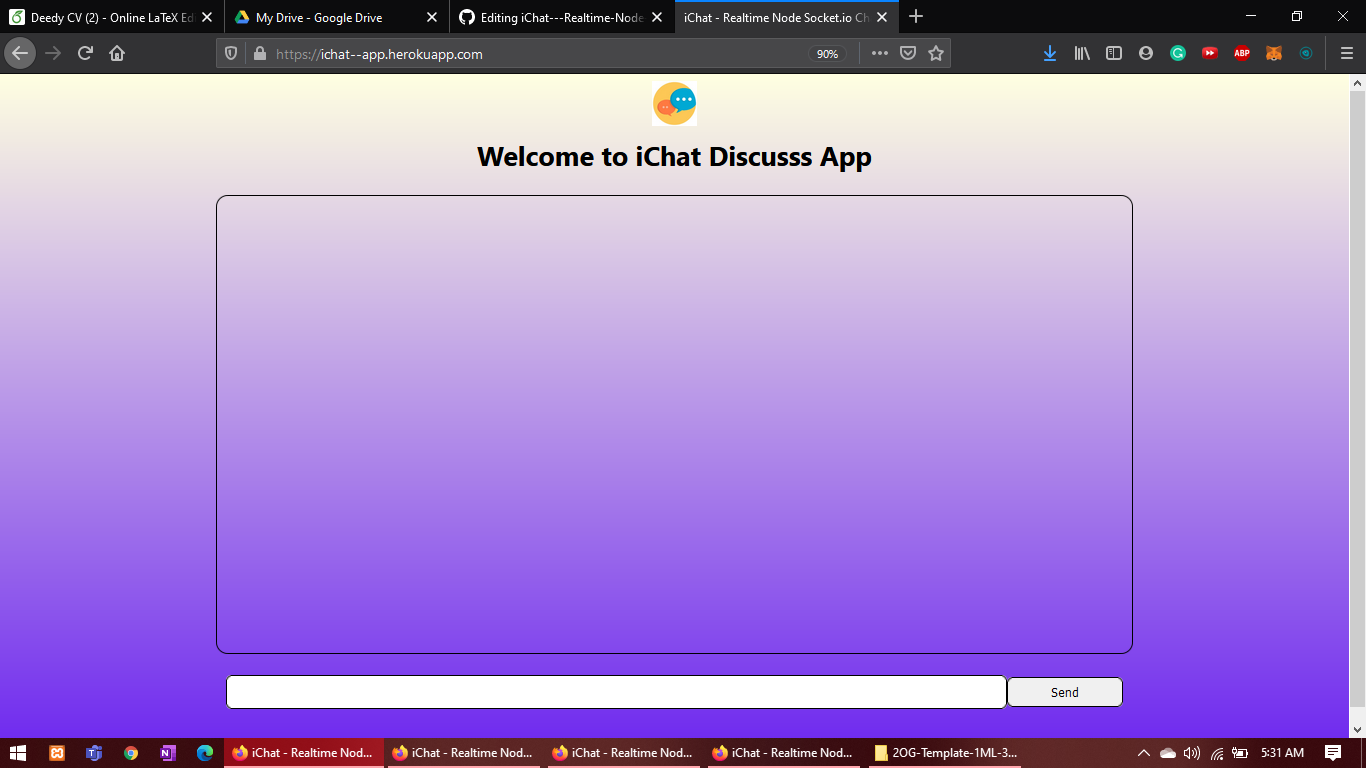 Deedy CV (2) - Online LaTeX Ed
My Drive - Google Drive
Editing iChat---Realtime-Node
iChat - Realtime Node Socket.io Ch
https://ichat--app.herokuapp.com
90%
ABP
Welcome to iChat Discusss App
Send
iChat - Realtime Nod...
iChat - Realtime Nod...
iChat - Realtime Nod...
iChat - Realtime Nod...
2OG-Template-1ML-3...
5:31 AM